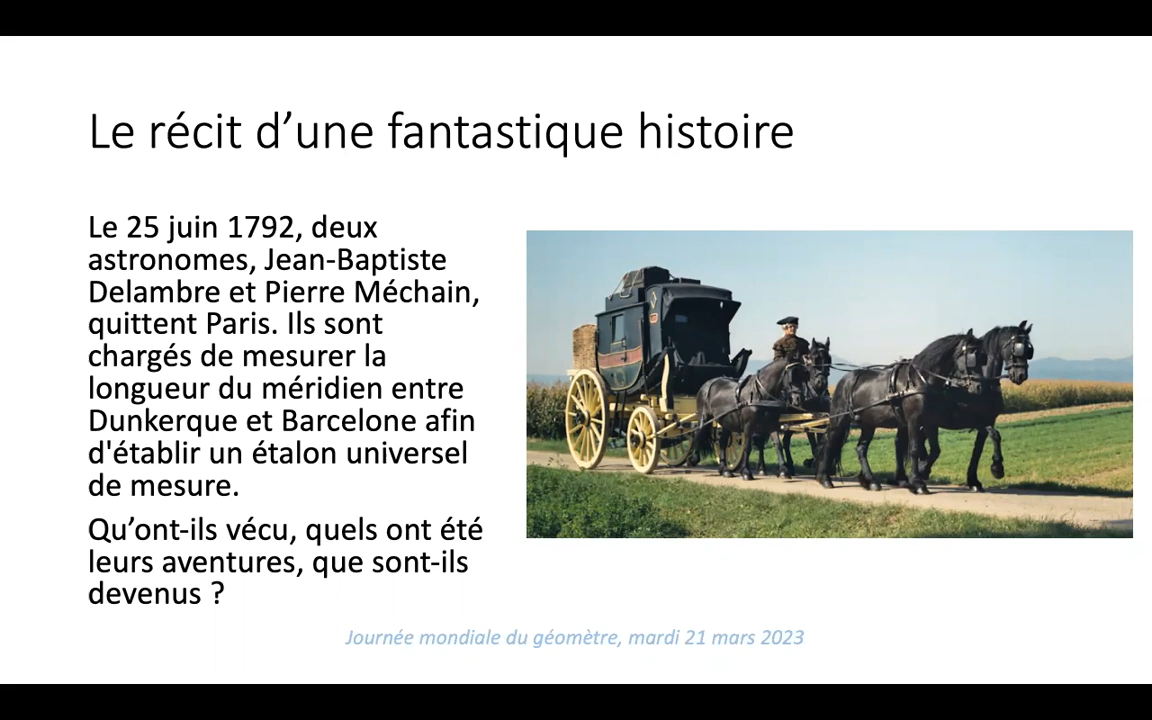 Le récit d’une fantastique histoire
Le 25 juin 1792, deux
astronomes, Jean-Baptiste
Delambre et Pierre Méchain,
quittent Paris. Ils sont
chargés de mesurer la
longueur du méridien entre
Dunkerque et Barcelone afin
d'établir un étalon universel
de mesure.
Qu’ont-ils vécu, quels ont été
leurs aventures, que sont-ils
devenus ?
Journée mondiale du géomètre, mardi 21 mars 2023